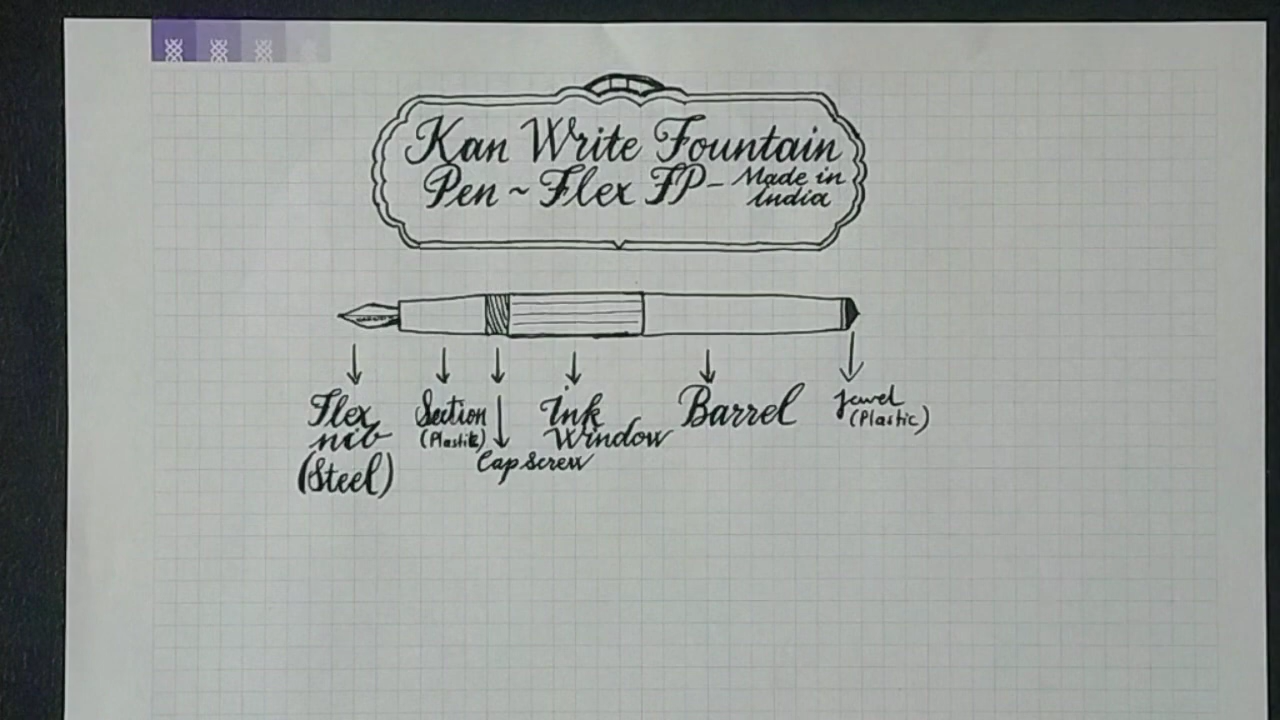 Kan Write Fountain
Pen ~ Flex FP – Made in
India
Flex
nib
(Steel)
Section
(Plastik)
Cap screw
Ink
Window
Barrel
Jewel
(Plastic)